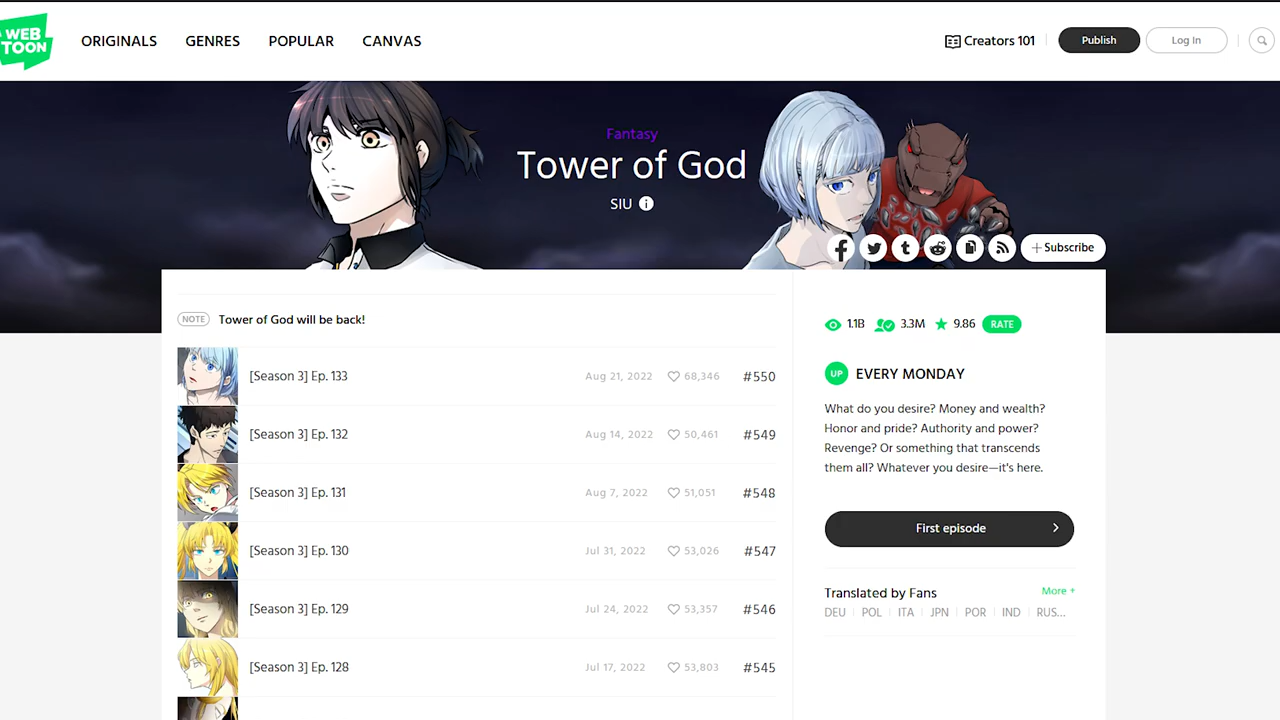 WEB
TOON
ORIGINALS GENRES POPULAR CANVAS Creators 101 Publish Log In
Fantasy
Tower of God
SIU
+ Subscribe
NOTE Tower of God will be back!
[Season 3] Ep. 133 Aug 21, 2022 68,346 #550
[Season 3] Ep. 132 Aug 14, 2022 50,461 #549
[Season 3] Ep. 131 Aug 7, 2022 51,051 #548
[Season 3] Ep. 130 Jul 31, 2022 53,026 #547
[Season 3] Ep. 129 Jul 24, 2022 53,357 #546
[Season 3] Ep. 128 Jul 17, 2022 53,803 #545
1.1B 3.3M 9.86 RATE
UP EVERY MONDAY
What do you desire? Money and wealth?
Honor and pride? Authority and power?
Revenge? Or something that transcends
them all? Whatever you desire—it's here.
First episode
Translated by Fans More +
DEU POL ITA JPN POR IND RUS...